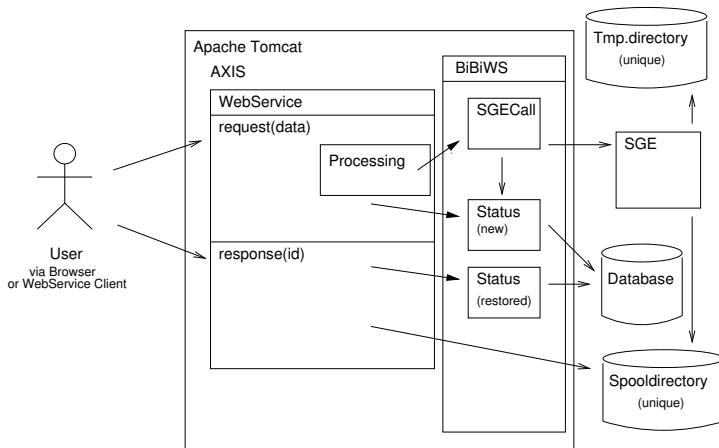 Apache Tomcat
AXIS
WebService
request(data)
Processing
response(id)
BiBiWS
SGECall
Status
(new)
Status
(restored)
Tmp.directory
(unique)
SGE
Database
Spooldirectory
(unique)
User
via Browser
or WebService Client